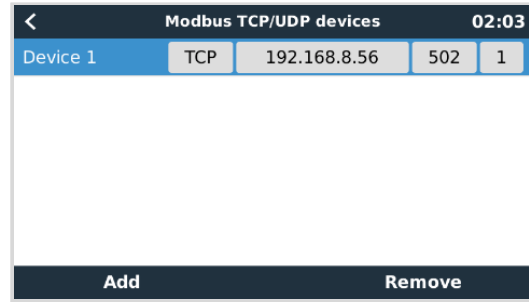 Modbus TCP/UDP devices 02:03
Device 1 TCP 192.168.8.56 502 1
Add Remove